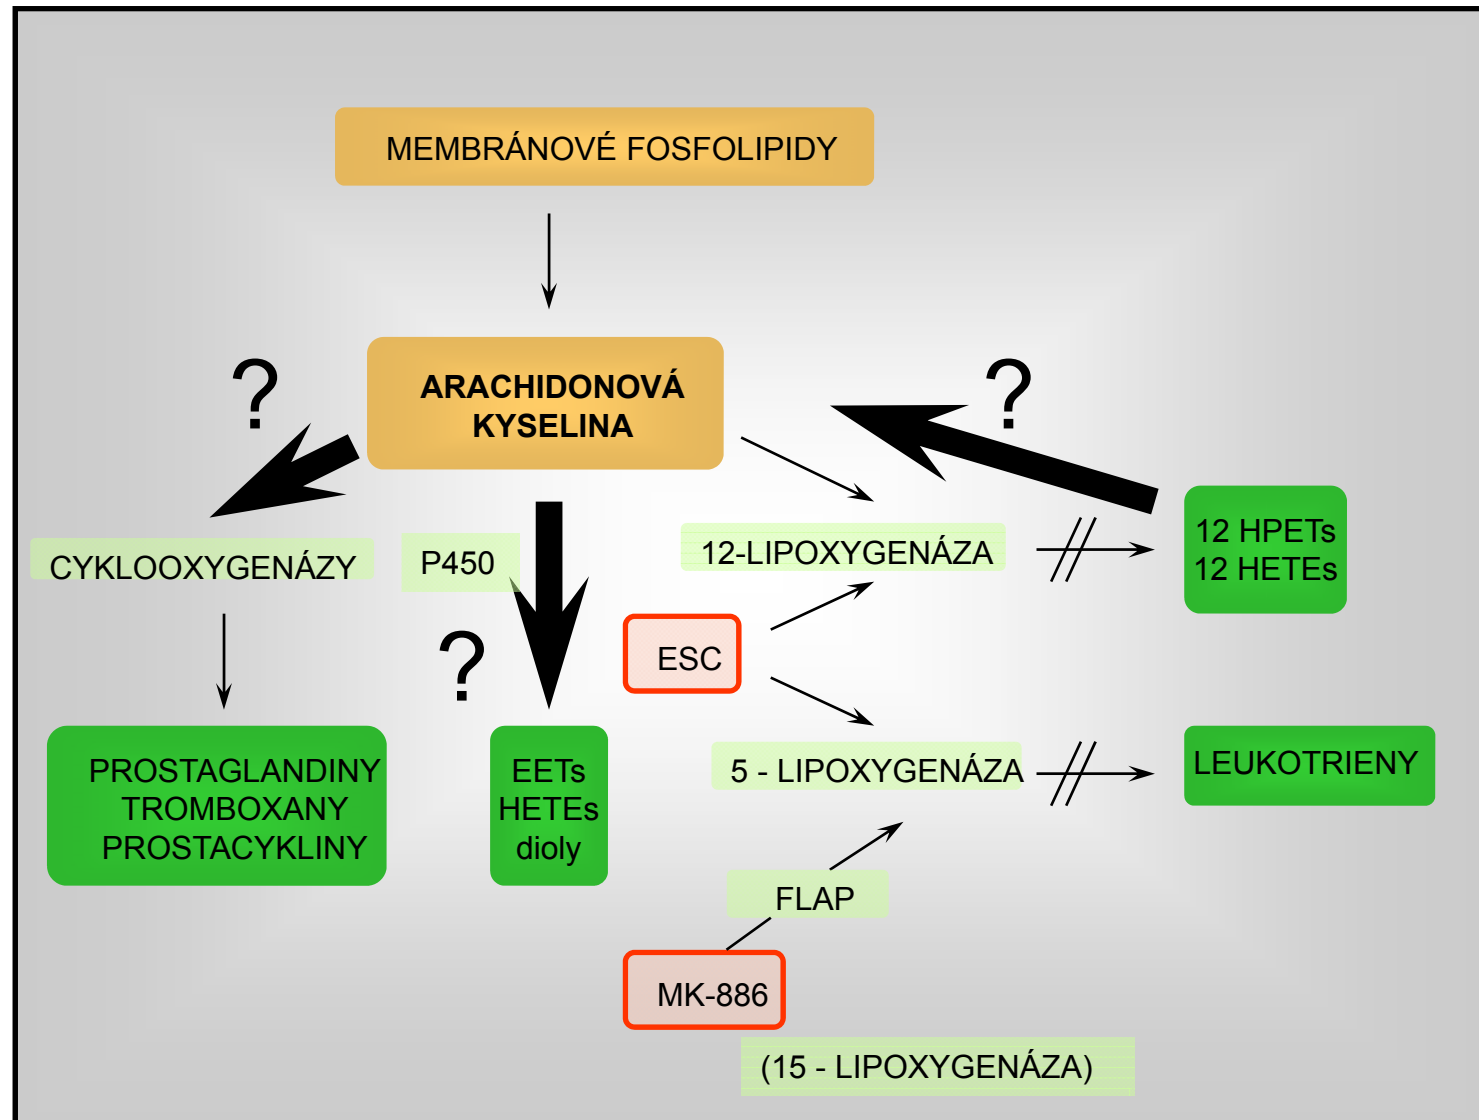 MEMBRÁNOVÉ FOSFOLIPIDY
?
ARACHIDONOVÁ
KYSELINA
?
CYKLOOXYGENÁZY
P450
12-LIPOXYGENÁZA
12 HPETs
12 HETEs
?
ESC
PROSTAGLANDINY
TROMBOXANY
PROSTACYKLINY
EETs
HETEs
dioly
5 - LIPOXYGENÁZA
LEUKOTRIENY
FLAP
MK-886
(15 - LIPOXYGENÁZA)